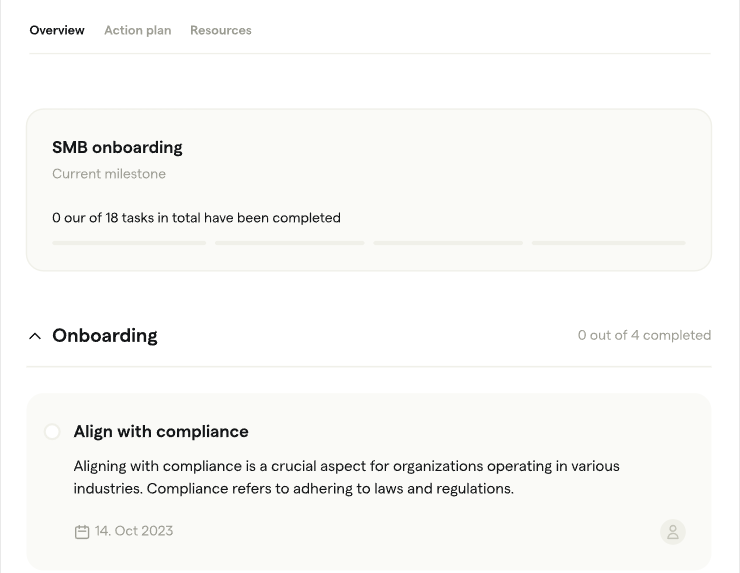 Overview Action plan Resources
SMB onboarding
Current milestone
0 our of 18 tasks in total have been completed
Onboarding 0 out of 4 completed
Align with compliance
Aligning with compliance is a crucial aspect for organizations operating in various
industries. Compliance refers to adhering to laws and regulations.
14. Oct 2023